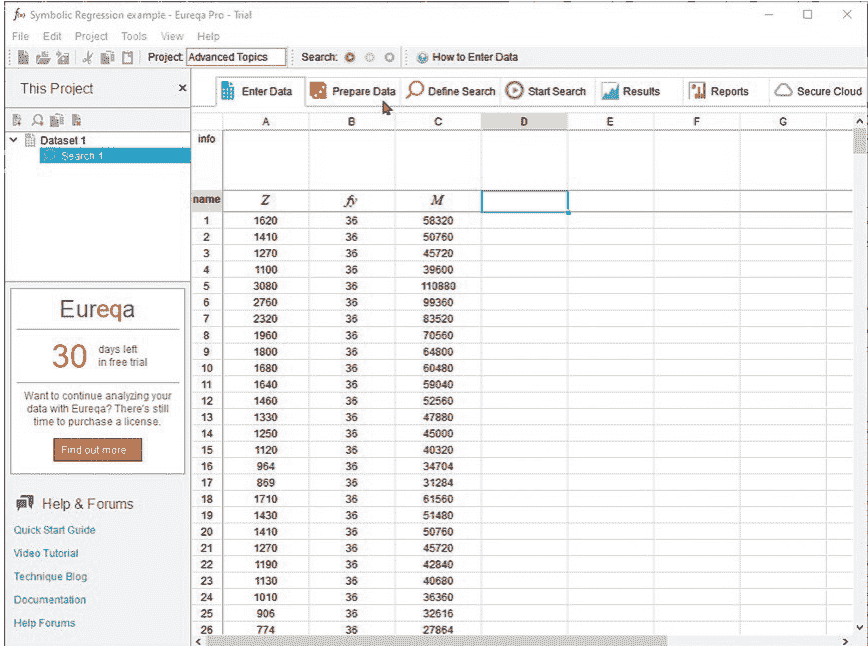 Symbolic Regression example - Eureqa Pro - Trial
File Edit Project Tools View Help
Project: Advanced Topics Search: How to Enter Data
This Project × Enter Data Prepare Data Define Search Start Search Results Reports Secure Cloud
Dataset 1
Search 1
Eureqa
30 days left in free trial
Want to continue analyzing your
data with Eureqa? There's still
time to purchase a license.
Find out more
Help & Forums
Quick Start Guide
Video Tutorial
Technique Blog
Documentation
Help Forums
A B C D E F G
info
name Z fy M
1 1620 36 58320
2 1410 36 50760
3 1270 36 45720
4 1100 36 39600
5 3080 36 110880
6 2760 36 99360
7 2320 36 83520
8 1960 36 70560
9 1800 36 64800
10 1680 36 60480
11 1640 36 59040
12 1460 36 52560
13 1330 36 47880
14 1250 36 45000
15 1120 36 40320
16 964 36 34704
17 869 36 31284
18 1710 36 61560
19 1430 36 51480
20 1410 36 50760
21 1270 36 45720
22 1190 36 42840
23 1130 36 40680
24 1010 36 36360
25 906 36 32616
26 774 36 27864